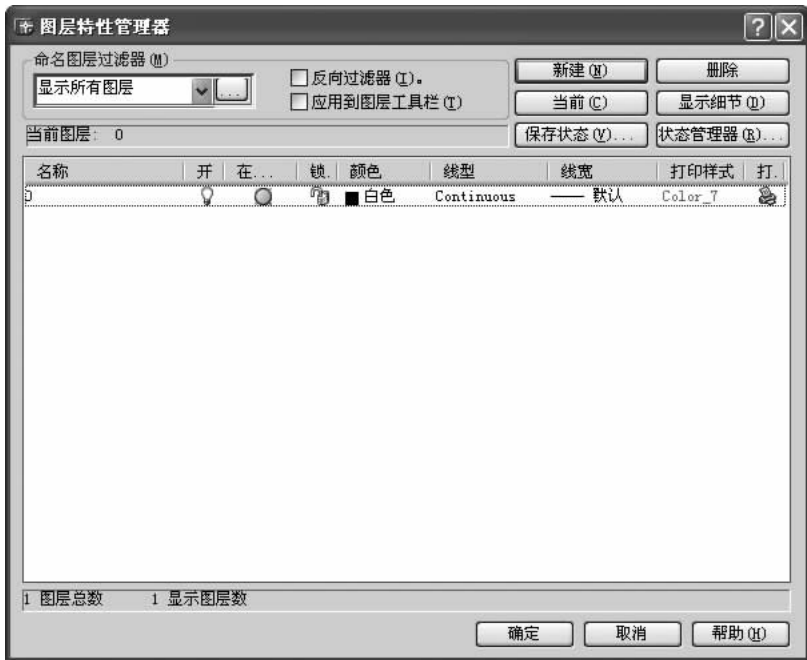 图层特性管理器
命名图层过滤器(M)
显示所有图层
...
反向过滤器(I)。
应用到图层工具栏(T)
新建(N)
删除
当前(C)
显示细节(D)
当前图层: 0
保存状态(V)...
状态管理器(R)...
名称 开 在... 锁. 颜色 线型 线宽 打印样式 打.
0 白色 Continuous 默认 Color_7
1 图层总数 1 显示图层数
确定 取消 帮助(H)